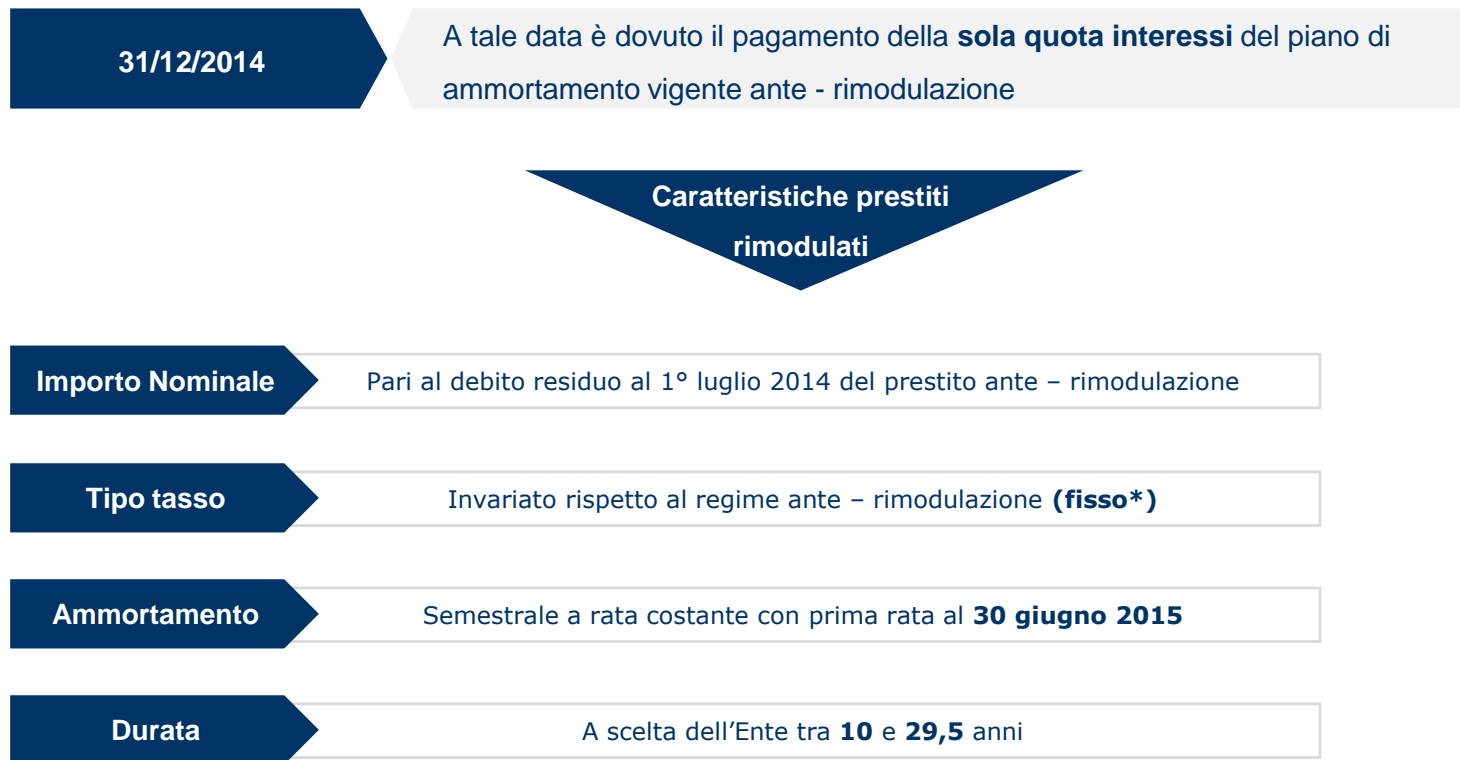 31/12/2014
A tale data è dovuto il pagamento della sola quota interessi del piano di
ammortamento vigente ante - rimodulazione
Caratteristiche prestiti
rimodulati
Importo Nominale
Pari al debito residuo al 1° luglio 2014 del prestito ante – rimodulazione
Tipo tasso
Invariato rispetto al regime ante – rimodulazione (fisso*)
Ammortamento
Semestrale a rata costante con prima rata al 30 giugno 2015
Durata
A scelta dell’Ente tra 10 e 29,5 anni